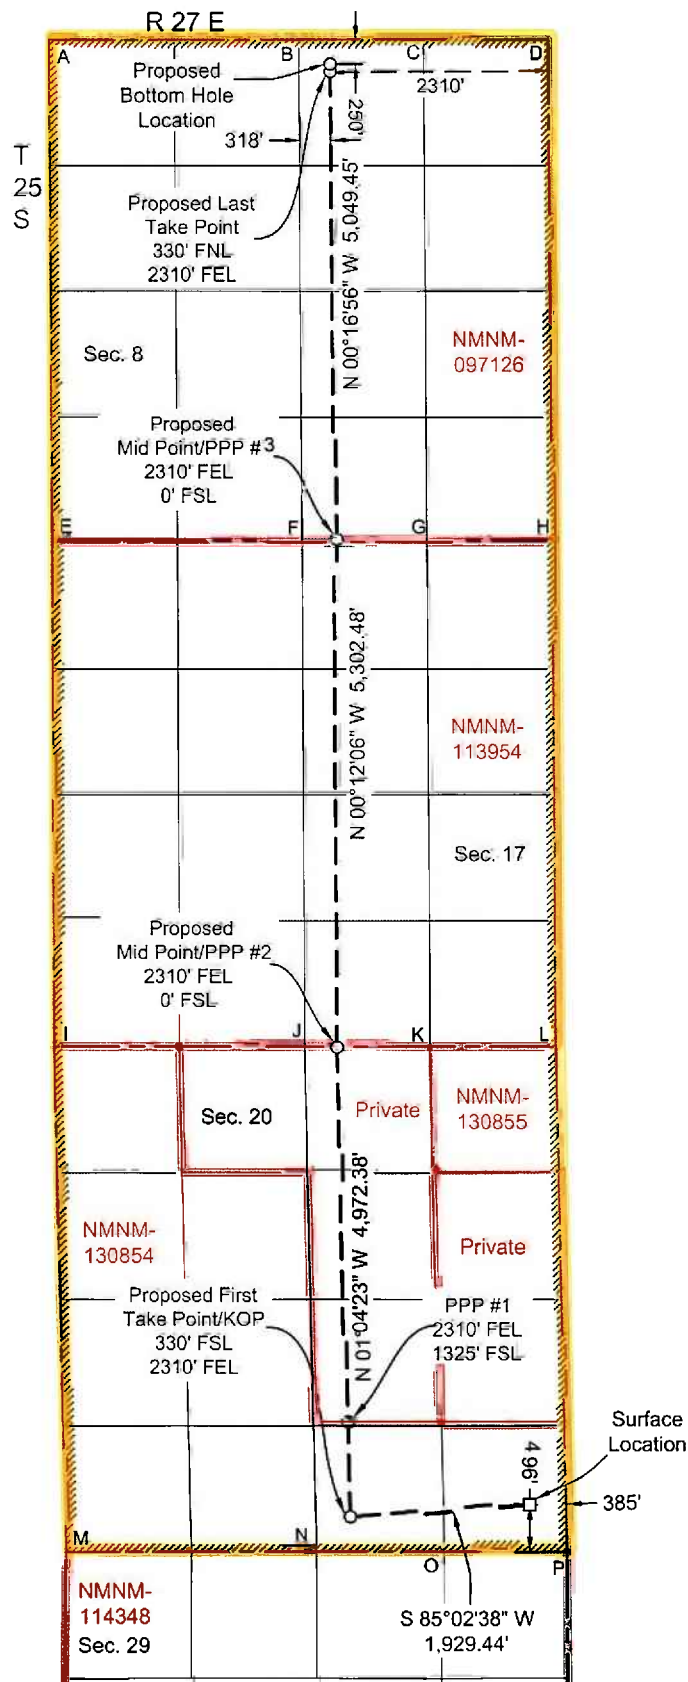 R 27 E
A
B
C
D
Proposed
Bottom Hole
Location
2310'
250'
318'
T
25
S
Proposed Last
Take Point
330' FNL
2310' FEL
N 00°16'56" W 5,049.45'
Sec. 8
NMNM-
097126
Proposed
Mid Point/PPP #3
2310' FEL
0' FSL
E
F
G
H
N 00°12'06" W 5,302.48'
NMNM-
113954
Sec. 17
Proposed
Mid Point/PPP #2
2310' FEL
0' FSL
I
J
K
L
Sec. 20
Private
NMNM-
130855
N 01°04'23" W 4,972.38'
NMNM-
130854
Private
Proposed First
Take Point/KOP
330' FSL
2310' FEL
PPP #1
2310' FEL
1325' FSL
Surface
Location
496'
385'
M
N
O
P
NMNM-
114348
Sec. 29
S 85°02'38" W
1,929.44'